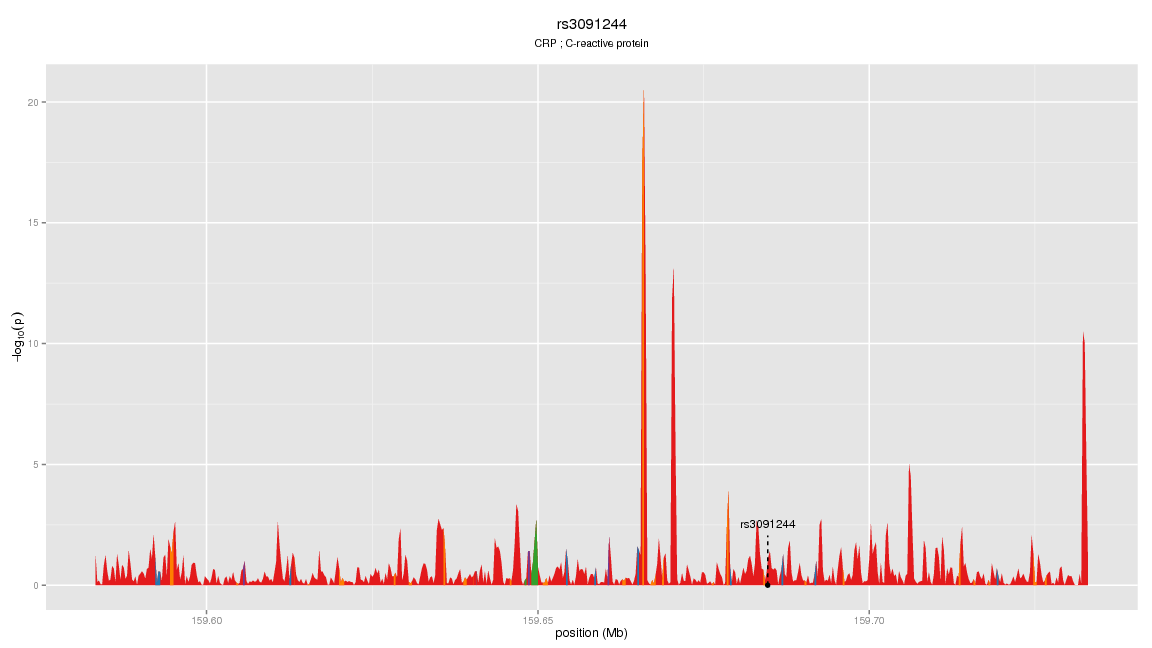 rs3091244
CRP ; C-reactive protein
20
15
10
5
0
−log10(p)
rs3091244
159.60
159.65
159.70
position (Mb)